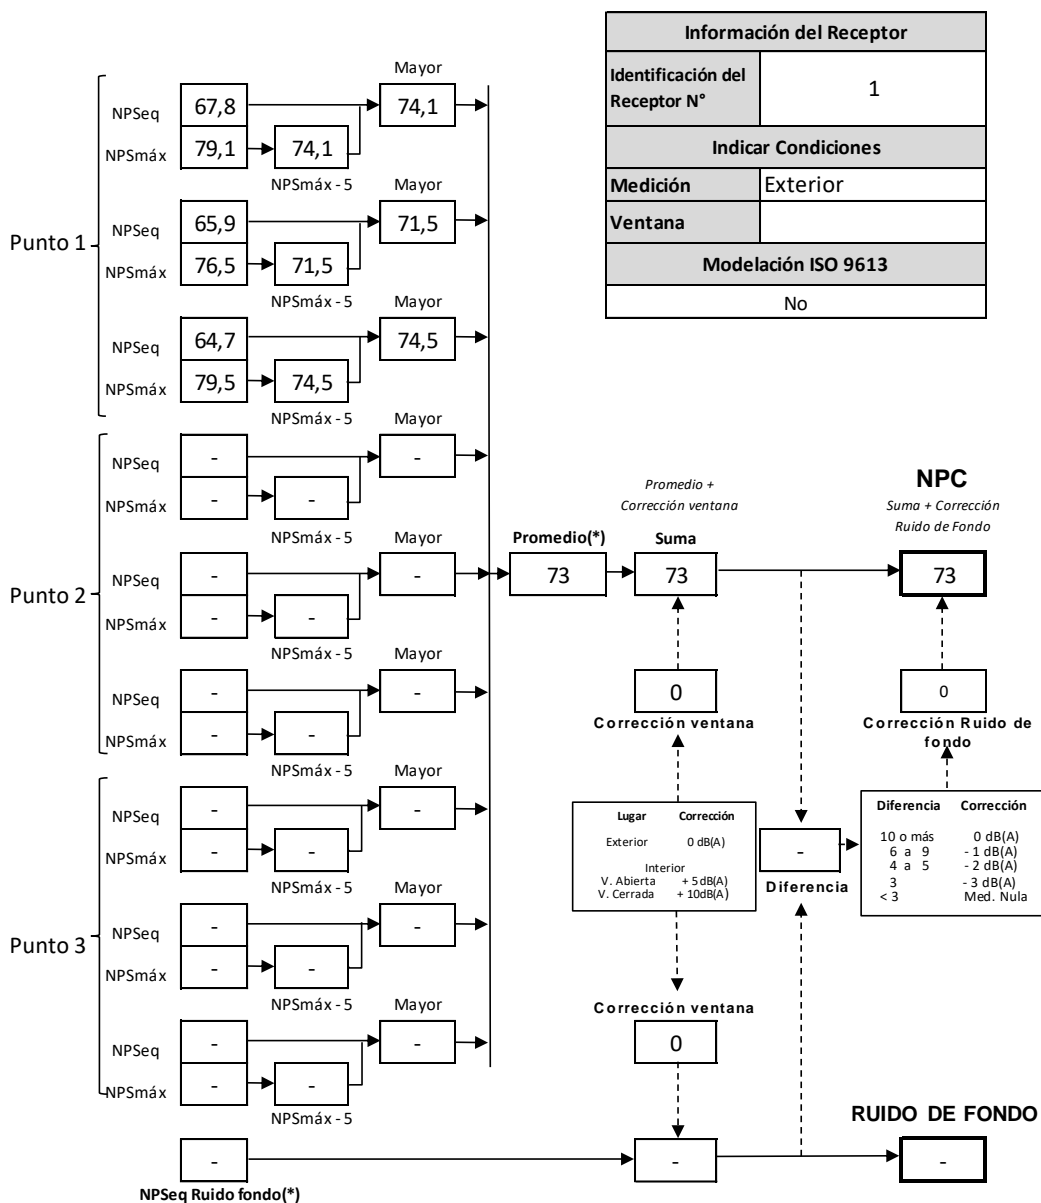 Información del Receptor
Identificación del
Receptor N°
1
Indicar Condiciones
Medición Exterior
Ventana
Modelación ISO 9613
No
Punto 1
Mayor
NPSeq 67,8 74,1
NPSmáx 79,1 74,1
NPSmáx - 5
Mayor
NPSeq 65,9 71,5
NPSmáx 76,5 71,5
NPSmáx - 5
Mayor
NPSeq 64,7 74,5
NPSmáx 79,5 74,5
NPSmáx - 5
Punto 2
Mayor
NPSeq - -
NPSmáx - -
NPSmáx - 5
Mayor
NPSeq - -
NPSmáx - -
NPSmáx - 5
Mayor
NPSeq - -
NPSmáx - -
NPSmáx - 5
Punto 3
Mayor
NPSeq - -
NPSmáx - -
NPSmáx - 5
Mayor
NPSeq - -
NPSmáx - -
NPSmáx - 5
Mayor
NPSeq - -
NPSmáx - -
NPSmáx - 5
-
NPSeq Ruido fondo(*)
Promedio(*)
73
Promedio +
Corrección ventana
Suma
73
0
Corrección ventana
Lugar Corrección
Exterior 0 dB(A)
Interior
V. Abierta + 5dB(A)
V. Cerrada + 10dB(A)
Corrección ventana
0
-
-
Diferencia
NPC
Suma + Corrección
Ruido de Fondo
73
0
Corrección Ruido de
fondo
Diferencia Corrección
10 o más 0 dB(A)
6 a 9 - 1 dB(A)
4 a 5 - 2 dB(A)
3 - 3 dB(A)
< 3 Med. Nula
RUIDO DE FONDO
-